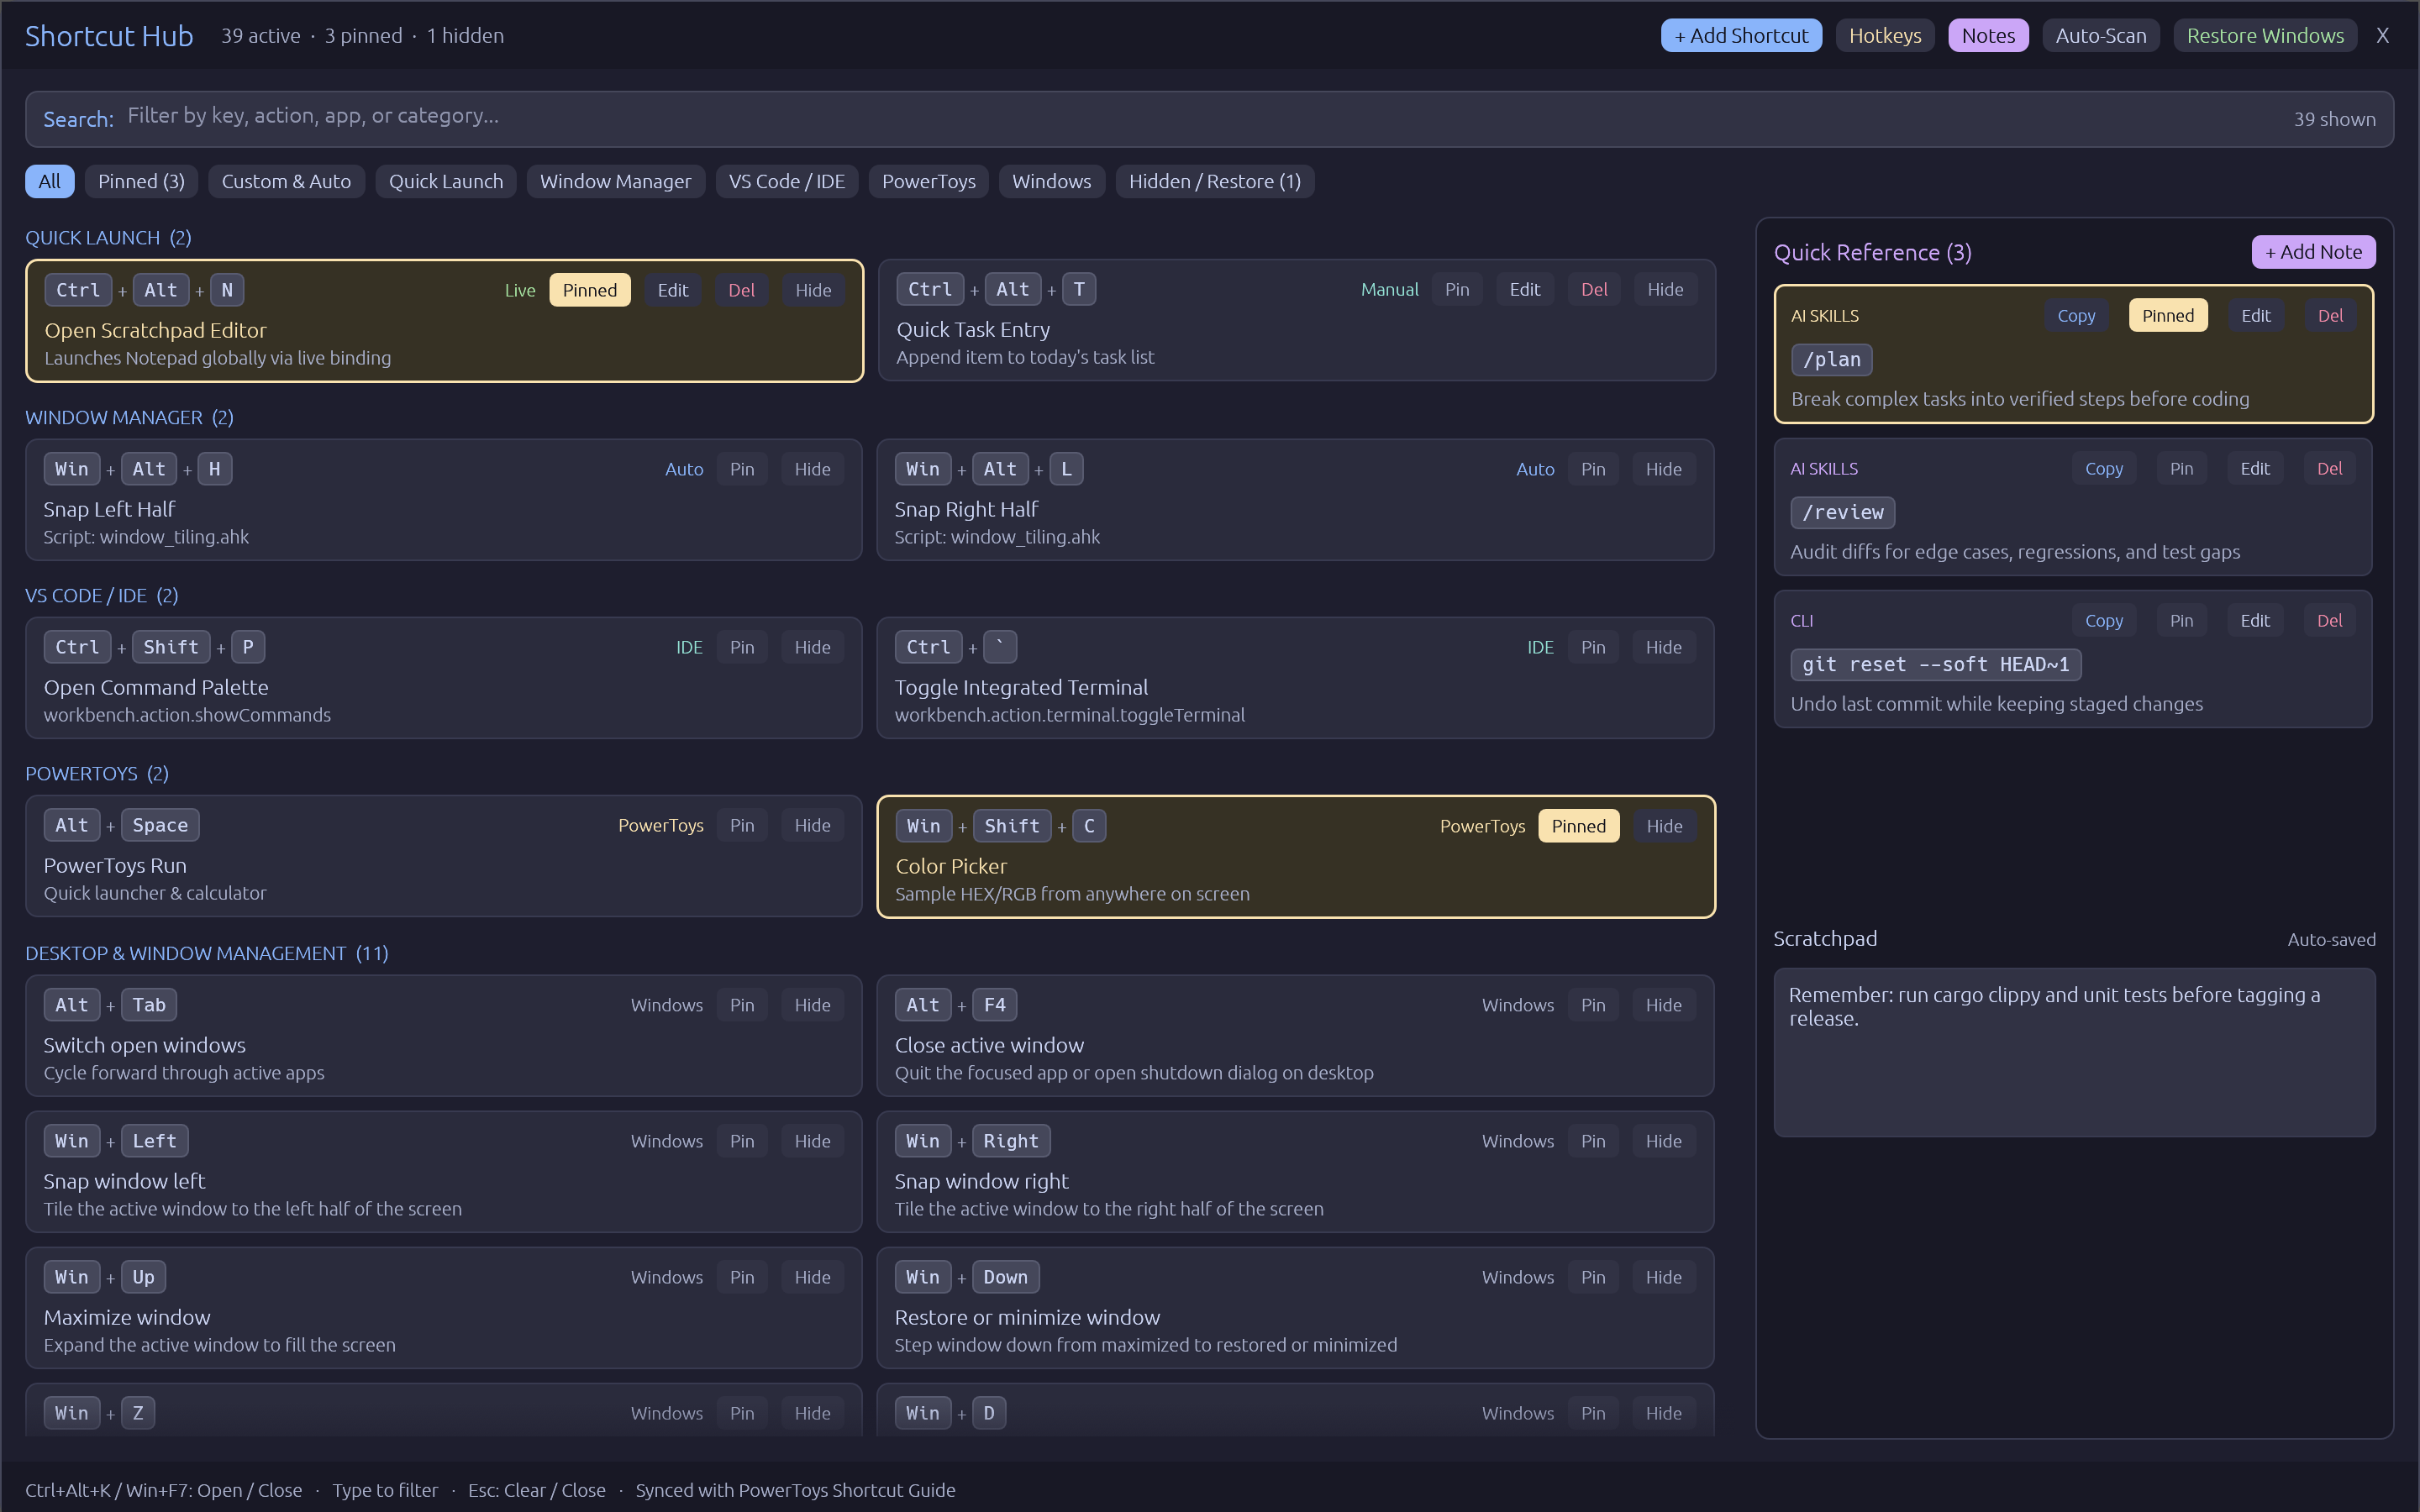 Shortcut Hub 39 active · 3 pinned · 1 hidden + Add Shortcut Hotkeys Notes Auto-Scan Restore Windows X
Search: Filter by key, action, app, or category... 39 shown
All Pinned (3) Custom & Auto Quick Launch Window Manager VS Code / IDE PowerToys Windows Hidden / Restore (1)
QUICK LAUNCH (2)
Ctrl + Alt + N Live Pinned Edit Del Hide
Open Scratchpad Editor
Launches Notepad globally via live binding
Ctrl + Alt + T Manual Pin Edit Del Hide
Quick Task Entry
Append item to today's task list
WINDOW MANAGER (2)
Win + Alt + H Auto Pin Hide
Snap Left Half
Script: window_tiling.ahk
Win + Alt + L Auto Pin Hide
Snap Right Half
Script: window_tiling.ahk
VS CODE / IDE (2)
Ctrl + Shift + P IDE Pin Hide
Open Command Palette
workbench.action.showCommands
Ctrl + ` IDE Pin Hide
Toggle Integrated Terminal
workbench.action.terminal.toggleTerminal
POWERTOYS (2)
Alt + Space PowerToys Pin Hide
PowerToys Run
Quick launcher & calculator
Win + Shift + C PowerToys Pinned Hide
Color Picker
Sample HEX/RGB from anywhere on screen
DESKTOP & WINDOW MANAGEMENT (11)
Alt + Tab Windows Pin Hide
Switch open windows
Cycle forward through active apps
Alt + F4 Windows Pin Hide
Close active window
Quit the focused app or open shutdown dialog on desktop
Win + Left Windows Pin Hide
Snap window left
Tile the active window to the left half of the screen
Win + Right Windows Pin Hide
Snap window right
Tile the active window to the right half of the screen
Win + Up Windows Pin Hide
Maximize window
Expand the active window to fill the screen
Win + Down Windows Pin Hide
Restore or minimize window
Step window down from maximized to restored or minimized
Win + Z Windows Pin Hide
Win + D Windows Pin Hide
Quick Reference (3) + Add Note
AI SKILLS Copy Pinned Edit Del
/plan
Break complex tasks into verified steps before coding
AI SKILLS Copy Pin Edit Del
/review
Audit diffs for edge cases, regressions, and test gaps
CLI Copy Pin Edit Del
git reset --soft HEAD~1
Undo last commit while keeping staged changes
Scratchpad Auto-saved
Remember: run cargo clippy and unit tests before tagging a
release.
Ctrl+Alt+K / Win+F7: Open / Close · Type to filter · Esc: Clear / Close · Synced with PowerToys Shortcut Guide